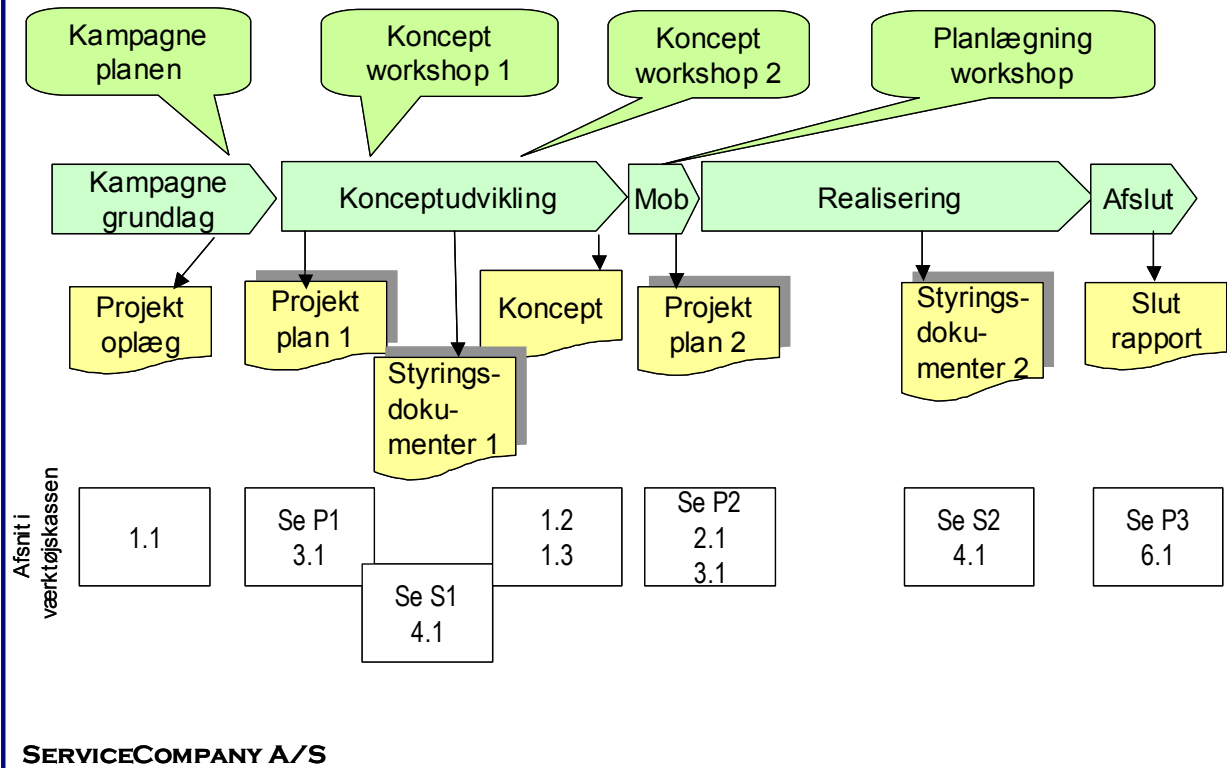 Kampagne
planen
Koncept
workshop 1
Koncept
workshop 2
Planlægning
workshop
Kampagne
grundlag
Konceptudvikling
Mob
Realisering
Afslut
Projekt
oplæg
Projekt
plan 1
Styrings-
doku-
menter 1
Koncept
Projekt
plan 2
Styrings-
doku-
menter 2
Slut
rapport
Afsnit i
værktøjskassen
1.1
Se P1
3.1
Se S1
4.1
1.2
1.3
Se P2
2.1
3.1
Se S2
4.1
Se P3
6.1
SERVICECOMPANY A/S